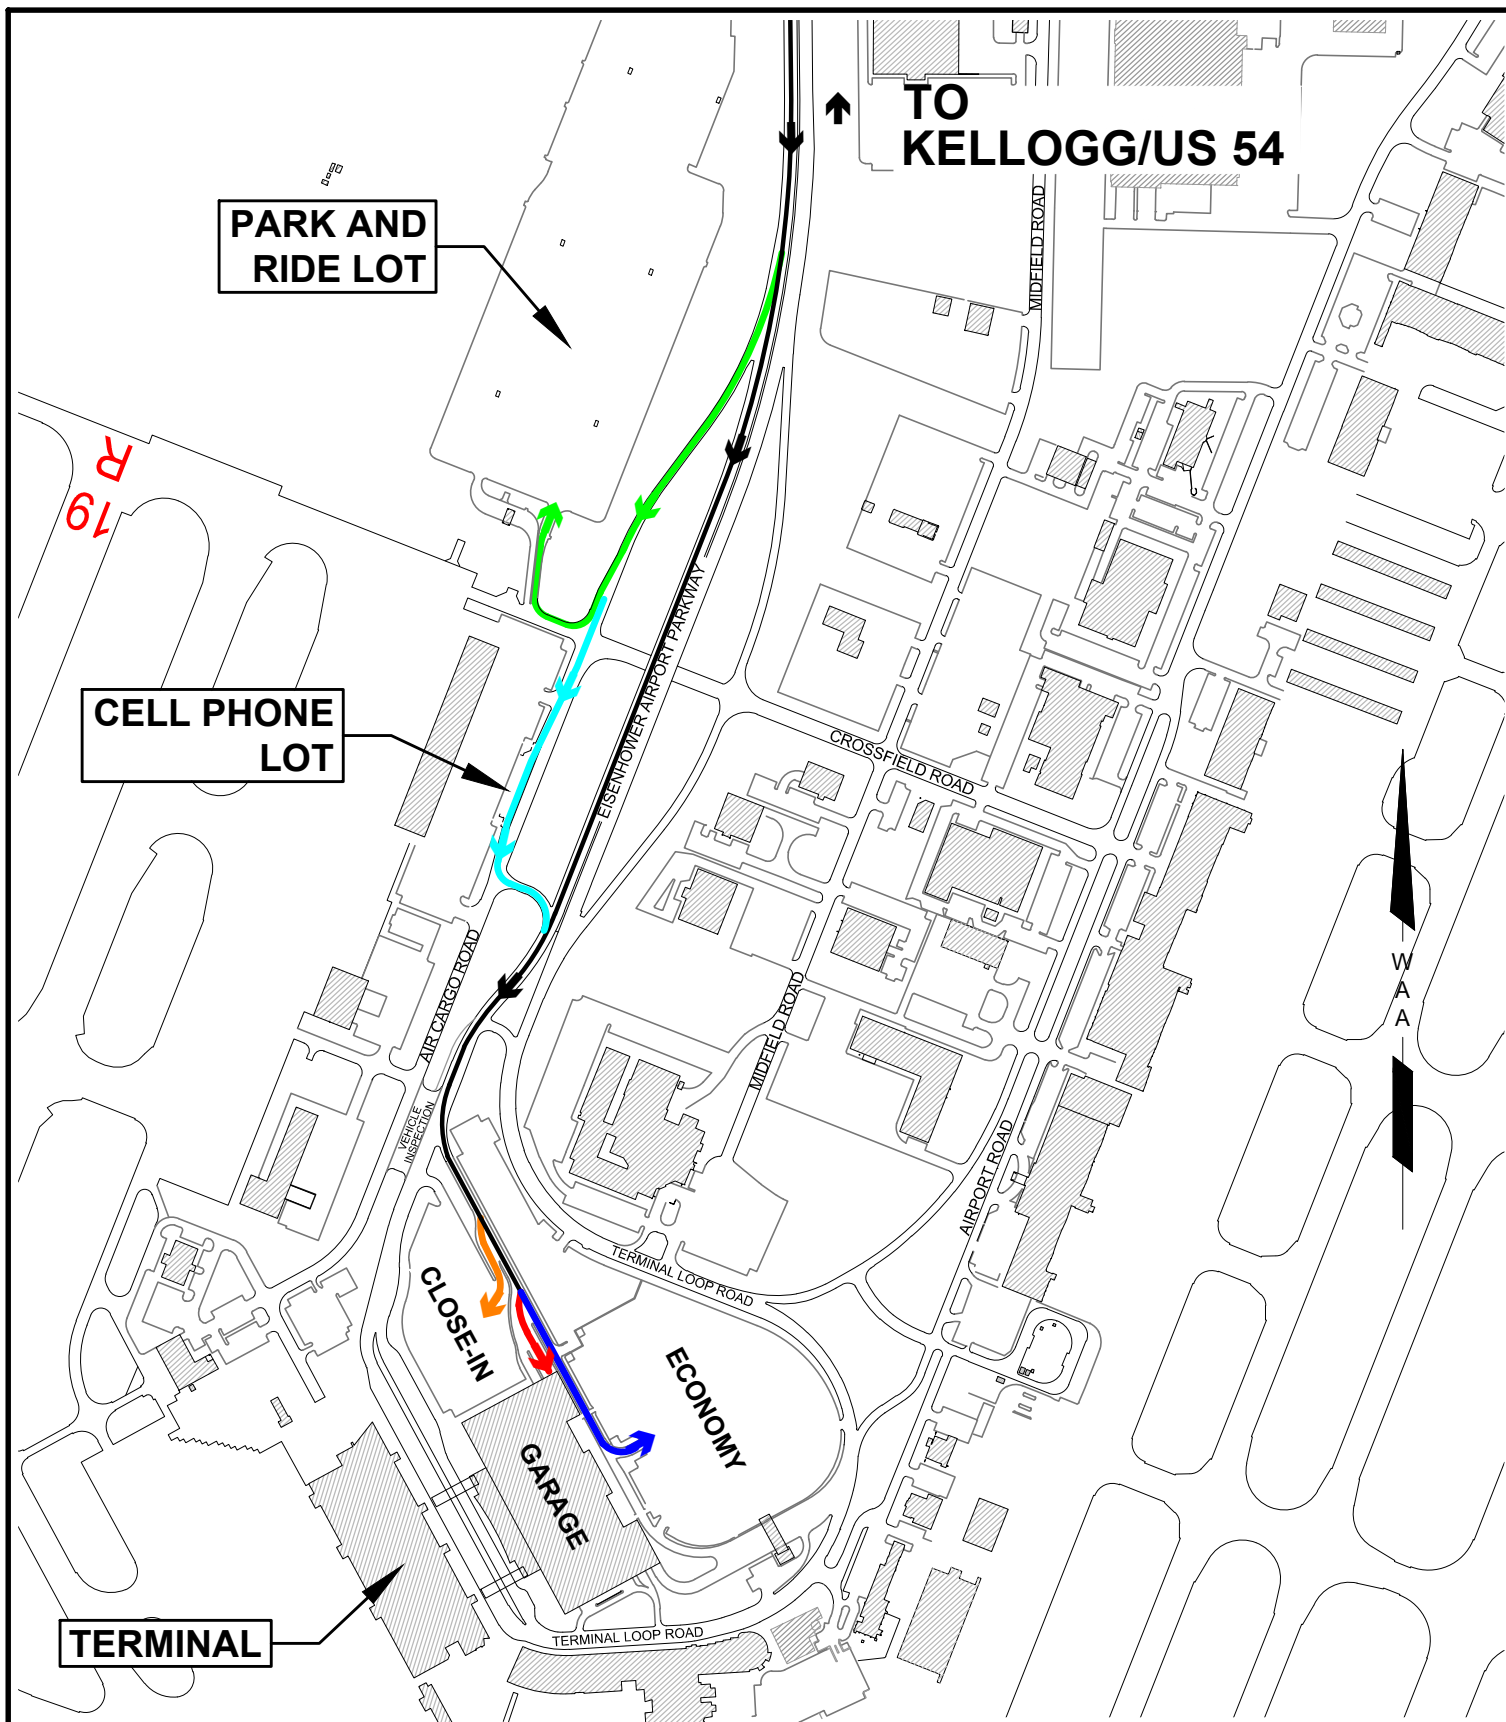 TO
KELLOGG/US 54
PARK AND
RIDE LOT
MIDFIELD ROAD
19
R
EISENHOWER AIRPORT PARKWAY
CELL PHONE
LOT
CROSSFIELD ROAD
W
A
A
AIR CARGO ROAD
MIDFIELD ROAD
VEHICLE
INSPECTION
AIRPORT ROAD
TERMINAL LOOP ROAD
CLOSE-IN
ECONOMY
GARAGE
TERMINAL
TERMINAL LOOP ROAD